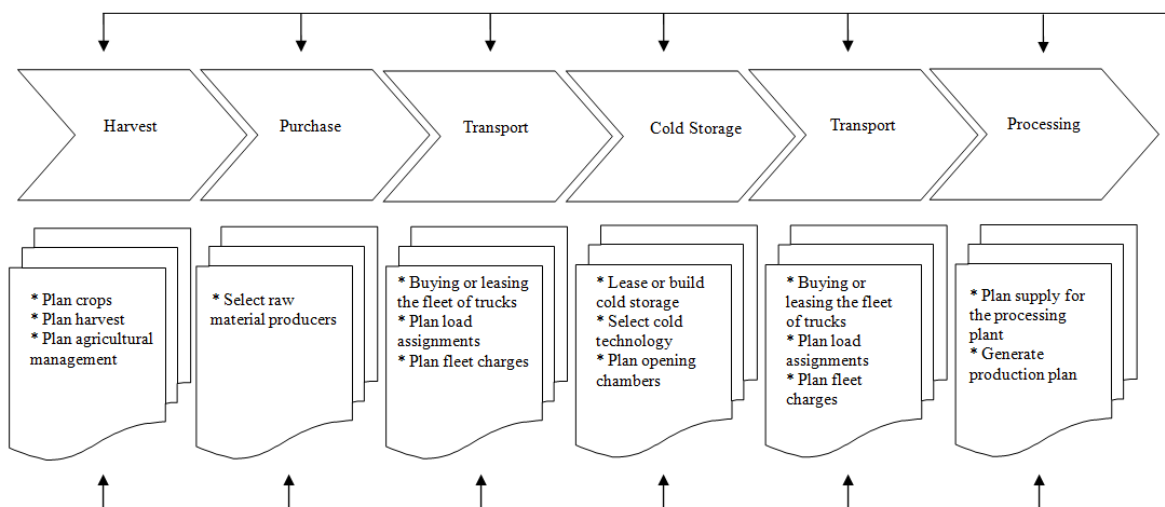 Harvest
Purchase
Transport
Cold Storage
Transport
Processing
* Plan crops
* Plan harvest
* Plan agricultural
management
* Select raw
material producers
* Buying or leasing
the fleet of trucks
* Plan load
assignments
* Plan fleet charges
* Lease or build
cold storage
* Select cold
technology
* Plan opening
chambers
* Buying or
leasing the fleet
of trucks
* Plan load
assignments
* Plan fleet
charges
* Plan supply for
the processing
plant
* Generate
production plan